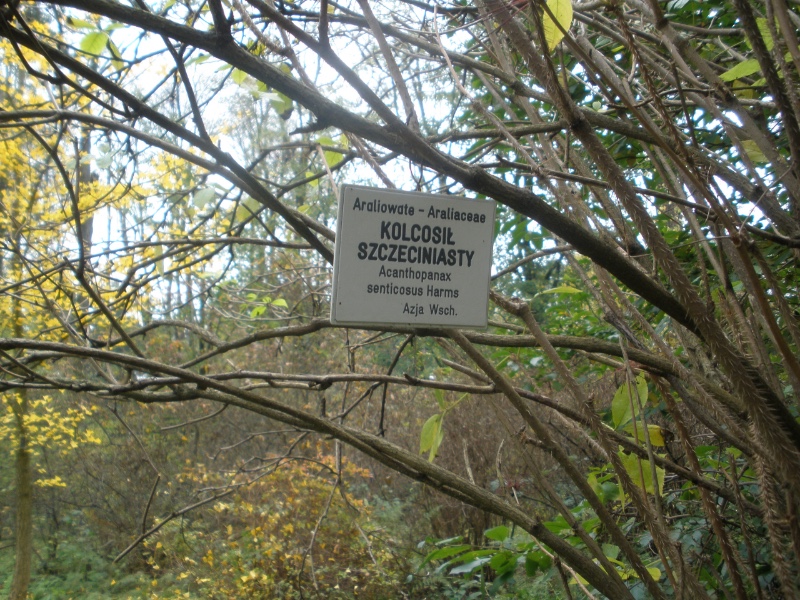 Araliowate - Araliaceae
KOLCOSIŁ
SZCZECINIASTY
Acanthopanax
senticosus Harms
Azja Wsch.